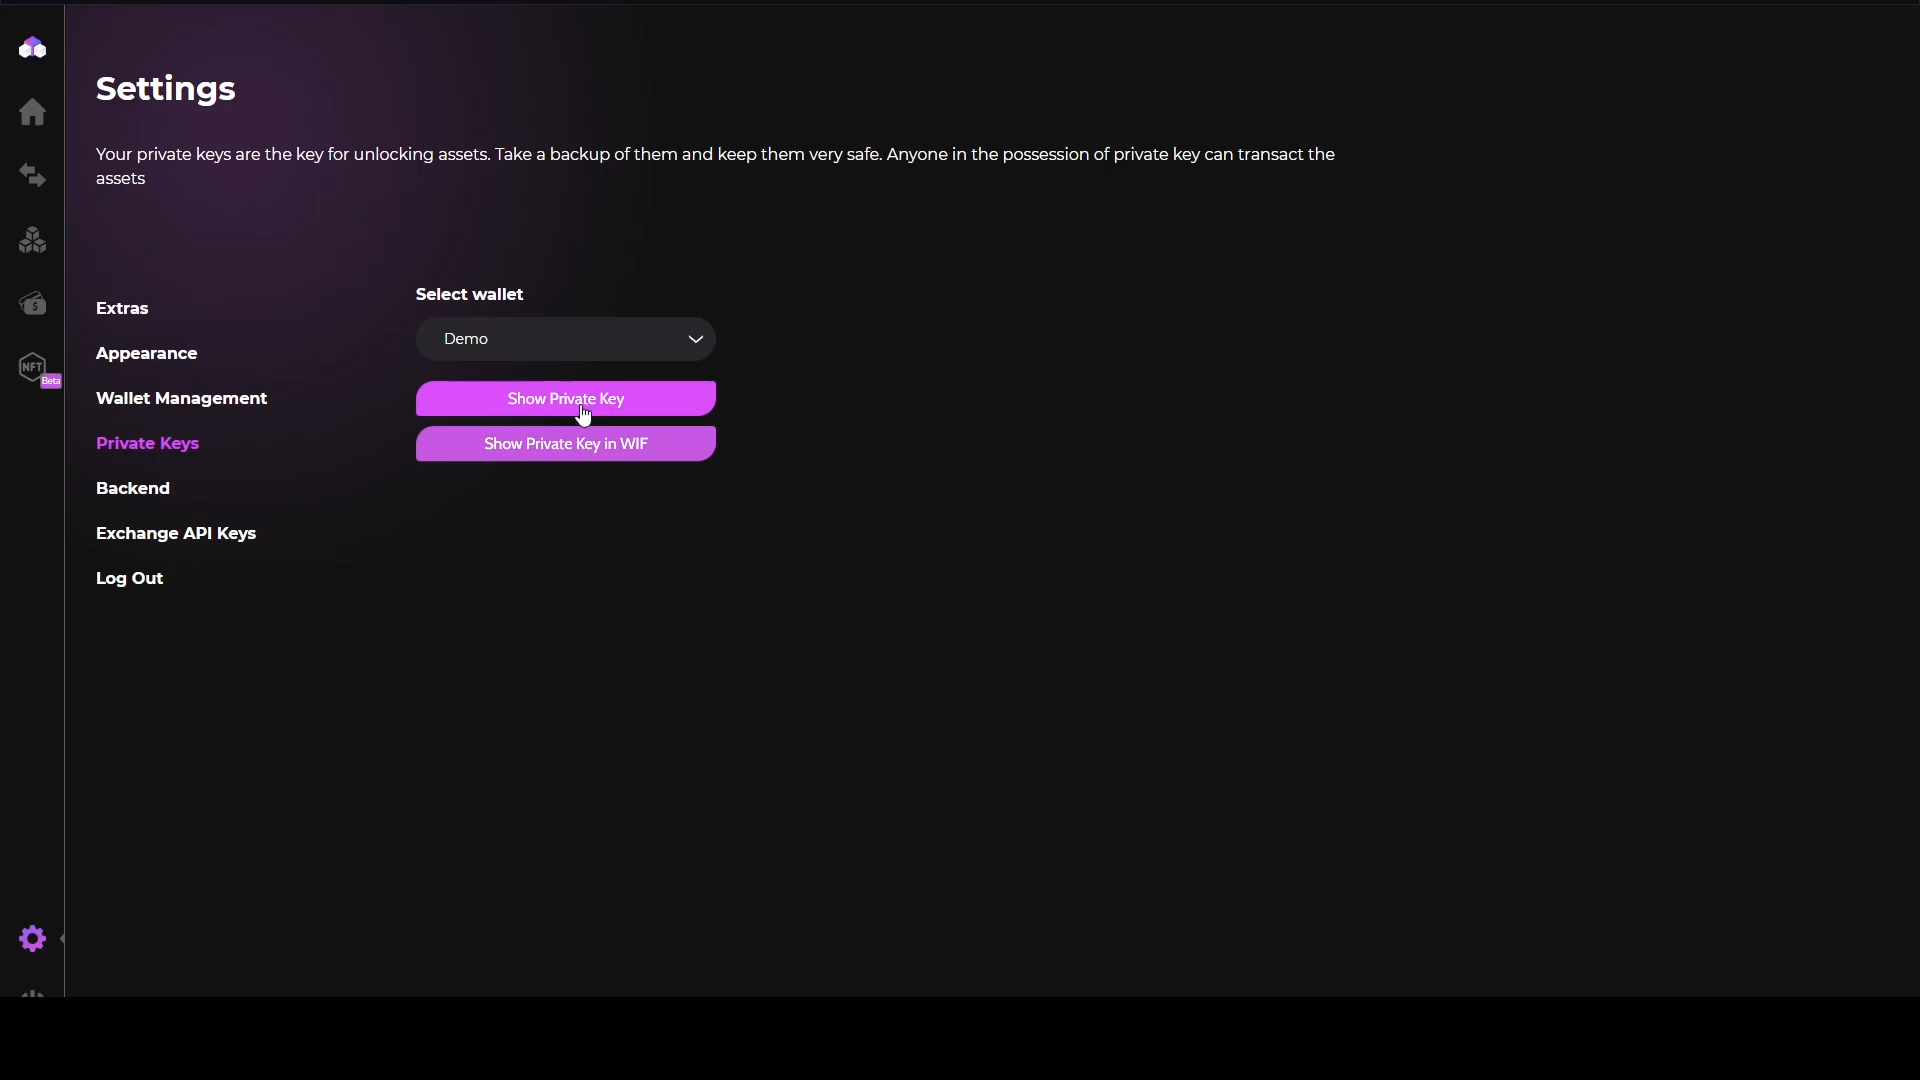 Settings
Your private keys are the key for unlocking assets. Take a backup of them and keep them very safe. Anyone in the possession of private key can transact the
assets
Select wallet
Extras
Demo
Appearance
Show Private Key
Wallet Management
Show Private Key in WIF
Private Keys
Backend
Exchange API Keys
Log Out
NFT
Beta
$